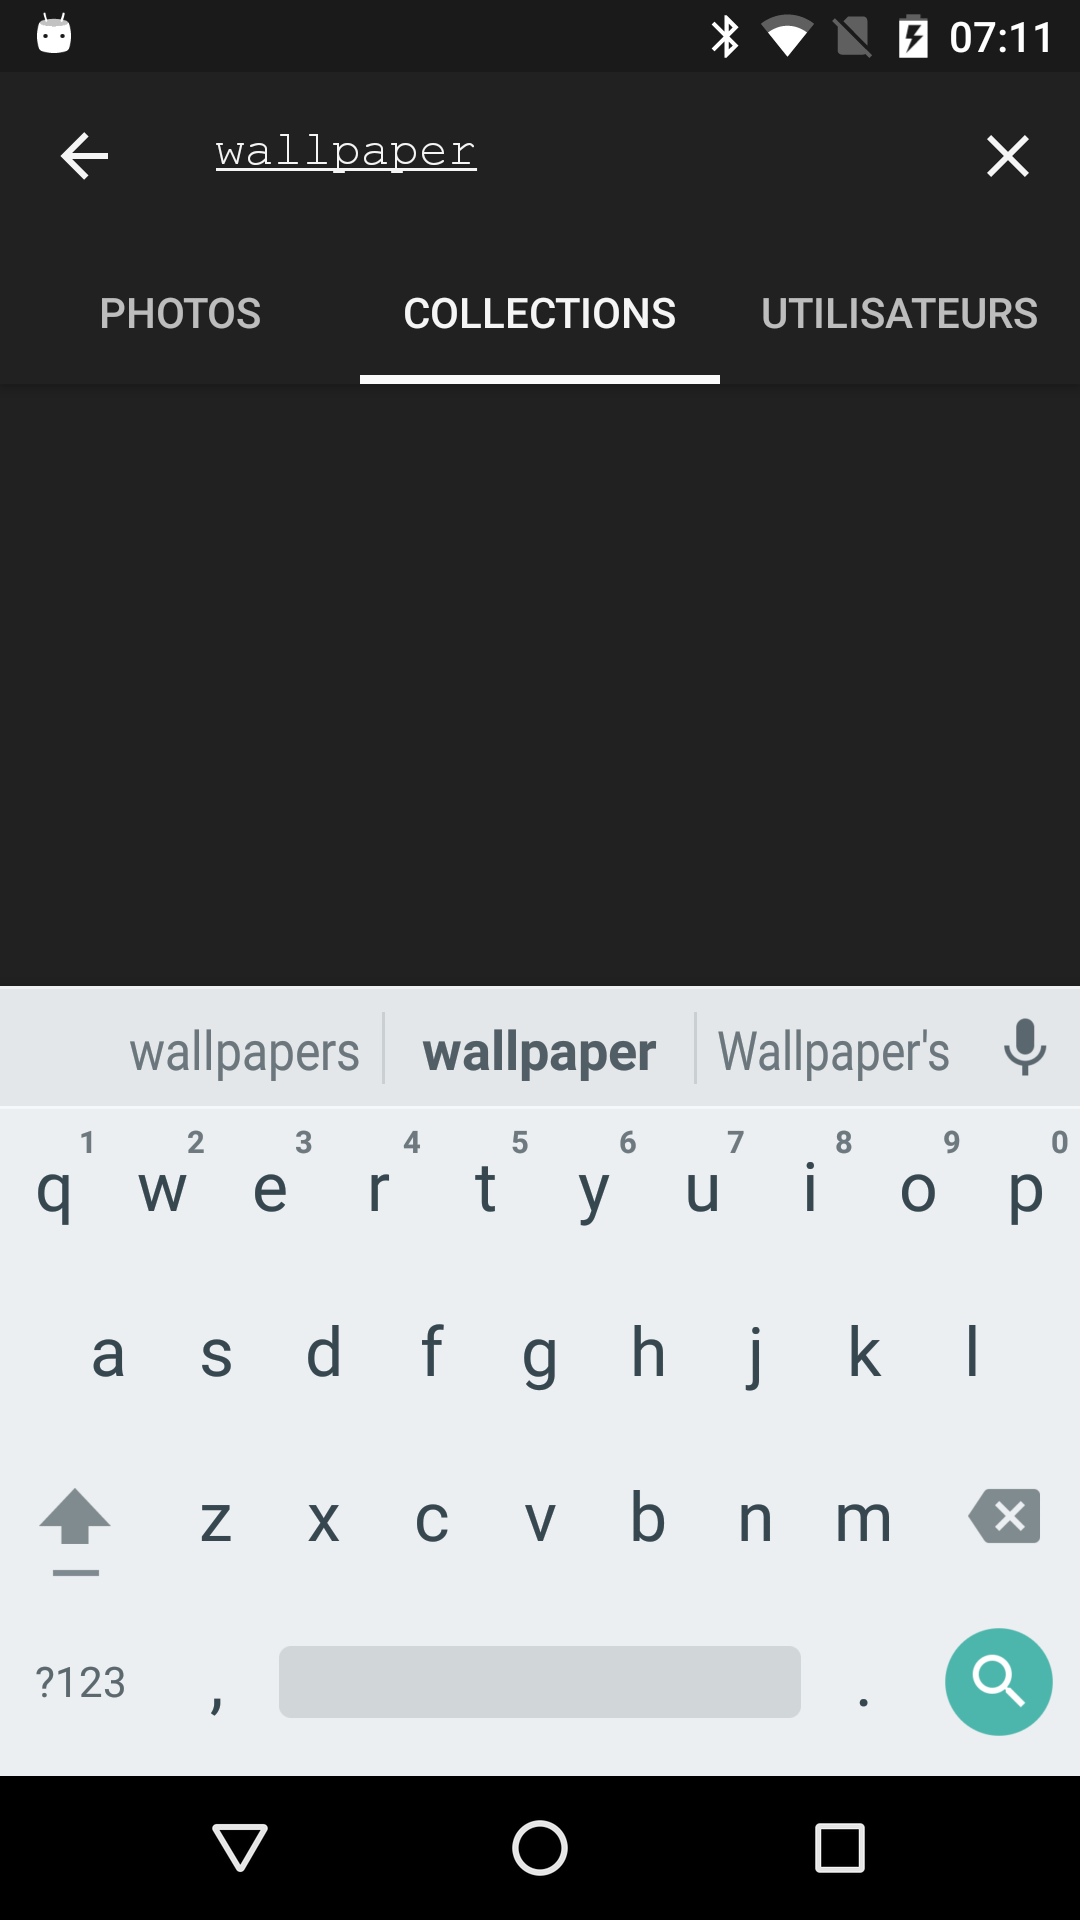 07:11
wallpaper
PHOTOS COLLECTIONS UTILISATEURS
wallpapers wallpaper Wallpaper's
1 2 3 4 5 6 7 8 9 0
q w e r t y u i o p
a s d f g h j k l
z x c v b n m
?123 , .